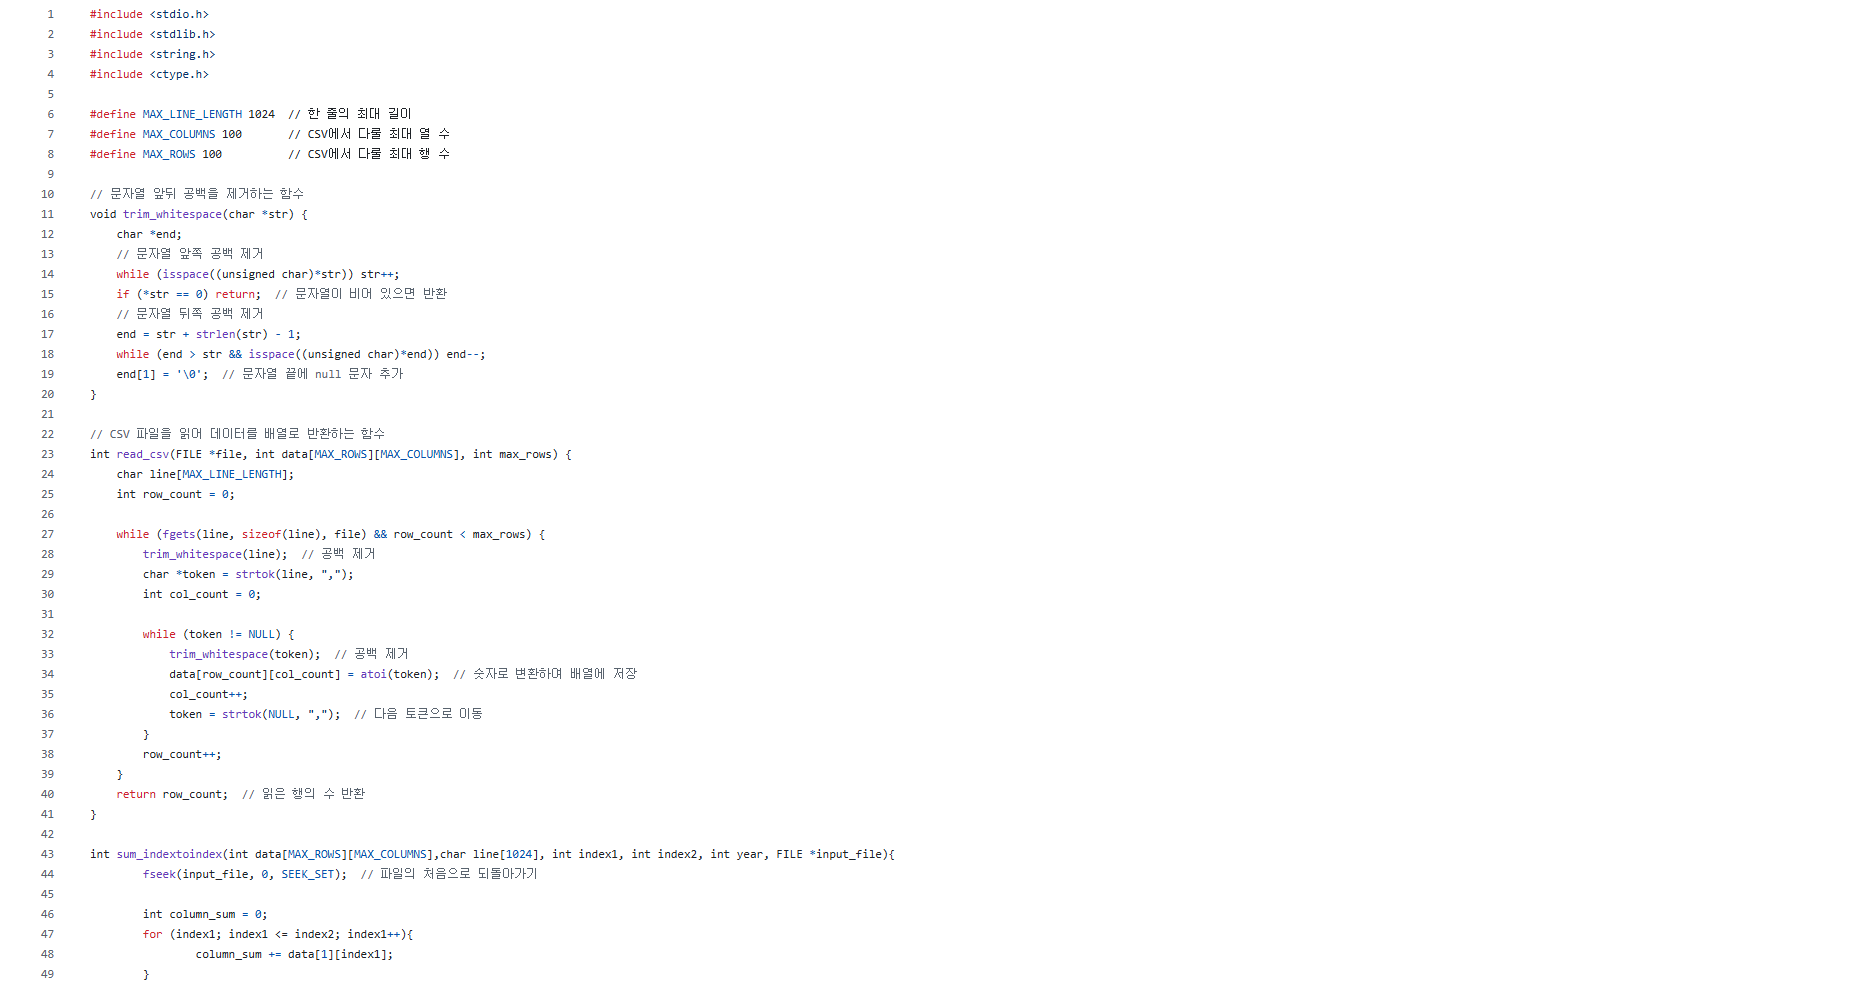 1 #include <stdio.h>
2 #include <stdlib.h>
3 #include <string.h>
4 #include <ctype.h>
5
6 #define MAX_LINE_LENGTH 1024  // 한 줄의 최대 길이
7 #define MAX_COLUMNS 100       // CSV에서 다룰 최대 열 수
8 #define MAX_ROWS 100          // CSV에서 다룰 최대 행 수
9
10 // 문자열 앞뒤 공백을 제거하는 함수
11 void trim_whitespace(char *str) {
12     char *end;
13     // 문자열 앞쪽 공백 제거
14     while (isspace((unsigned char)*str)) str++;
15     if (*str == 0) return;  // 문자열이 비어 있으면 반환
16     // 문자열 뒤쪽 공백 제거
17     end = str + strlen(str) - 1;
18     while (end > str && isspace((unsigned char)*end)) end--;
19     end[1] = '\0';  // 문자열 끝에 null 문자 추가
20 }
21
22 // CSV 파일을 읽어 데이터를 배열로 반환하는 함수
23 int read_csv(FILE *file, int data[MAX_ROWS][MAX_COLUMNS], int max_rows) {
24     char line[MAX_LINE_LENGTH];
25     int row_count = 0;
26
27     while (fgets(line, sizeof(line), file) && row_count < max_rows) {
28         trim_whitespace(line);  // 공백 제거
29         char *token = strtok(line, ",");
30         int col_count = 0;
31
32         while (token != NULL) {
33             trim_whitespace(token);  // 공백 제거
34             data[row_count][col_count] = atoi(token);  // 숫자로 변환하여 배열에 저장
35             col_count++;
36             token = strtok(NULL, ",");  // 다음 토큰으로 이동
37         }
38         row_count++;
39     }
40     return row_count;  // 읽은 행의 수 반환
41 }
42
43 int sum_indextoindex(int data[MAX_ROWS][MAX_COLUMNS],char line[1024], int index1, int index2, int year, FILE *input_file){
44         fseek(input_file, 0, SEEK_SET);  // 파일의 처음으로 되돌아가기
45
46         int column_sum = 0;
47         for (index1; index1 <= index2; index1++){
48                 column_sum += data[1][index1];
49         }